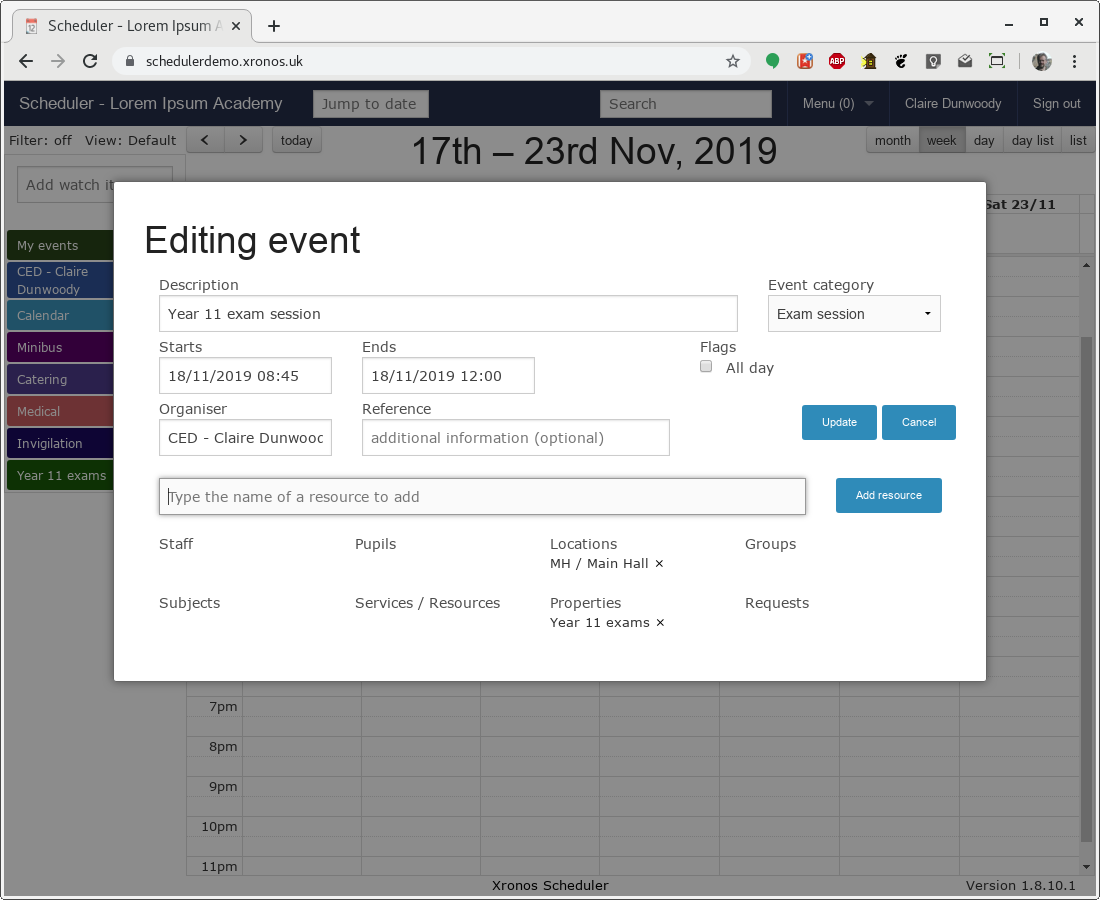 Scheduler - Lorem Ipsum A
schedulerdemo.xronos.uk
ABP
Scheduler - Lorem Ipsum Academy
Jump to date
Search
Menu (0)
Claire Dunwoody
Sign out
Filter: off
View: Default
today
17th – 23rd Nov, 2019
month
week
day
day list
list
Add watch it
Sat 23/11
My events
CED - Claire
Dunwoody
Calendar
Minibus
Catering
Medical
Invigilation
Year 11 exams
Editing event
Description
Event category
Year 11 exam session
Exam session
Starts
Ends
Flags
18/11/2019 08:45
18/11/2019 12:00
All day
Organiser
Reference
CED - Claire Dunwooc
additional information (optional)
Update
Cancel
Type the name of a resource to add
Add resource
Staff
Pupils
Locations
Groups
MH / Main Hall ×
Subjects
Services / Resources
Properties
Requests
Year 11 exams ×
7pm
8pm
9pm
10pm
11pm
Xronos Scheduler
Version 1.8.10.1